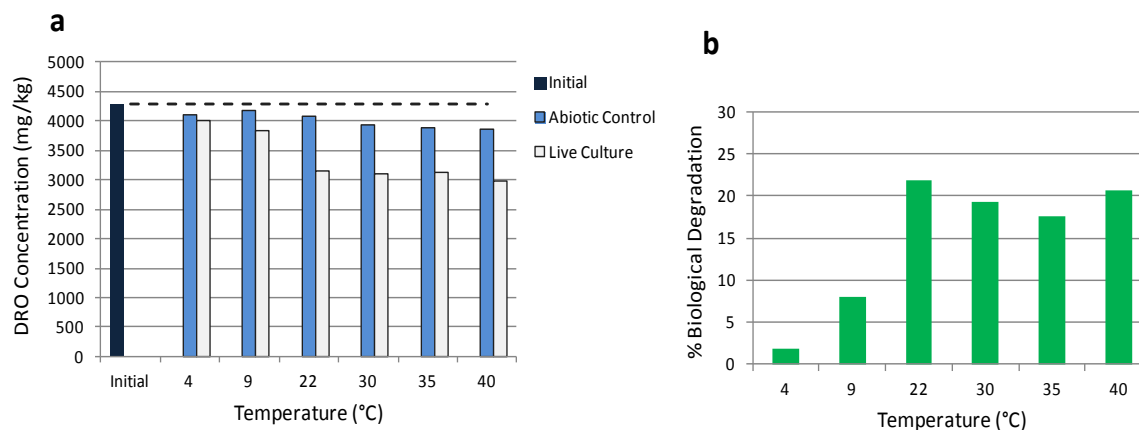 a
5000
4500
4000
3500
3000
2500
2000
1500
1000
500
0
DRO Concentration (mg/kg)
Initial 4 9 22 30 35 40
Temperature (°C)
Initial
Abiotic Control
Live Culture
b
30
25
20
15
10
5
0
% Biological Degradation
4 9 22 30 35 40
Temperature (°C)